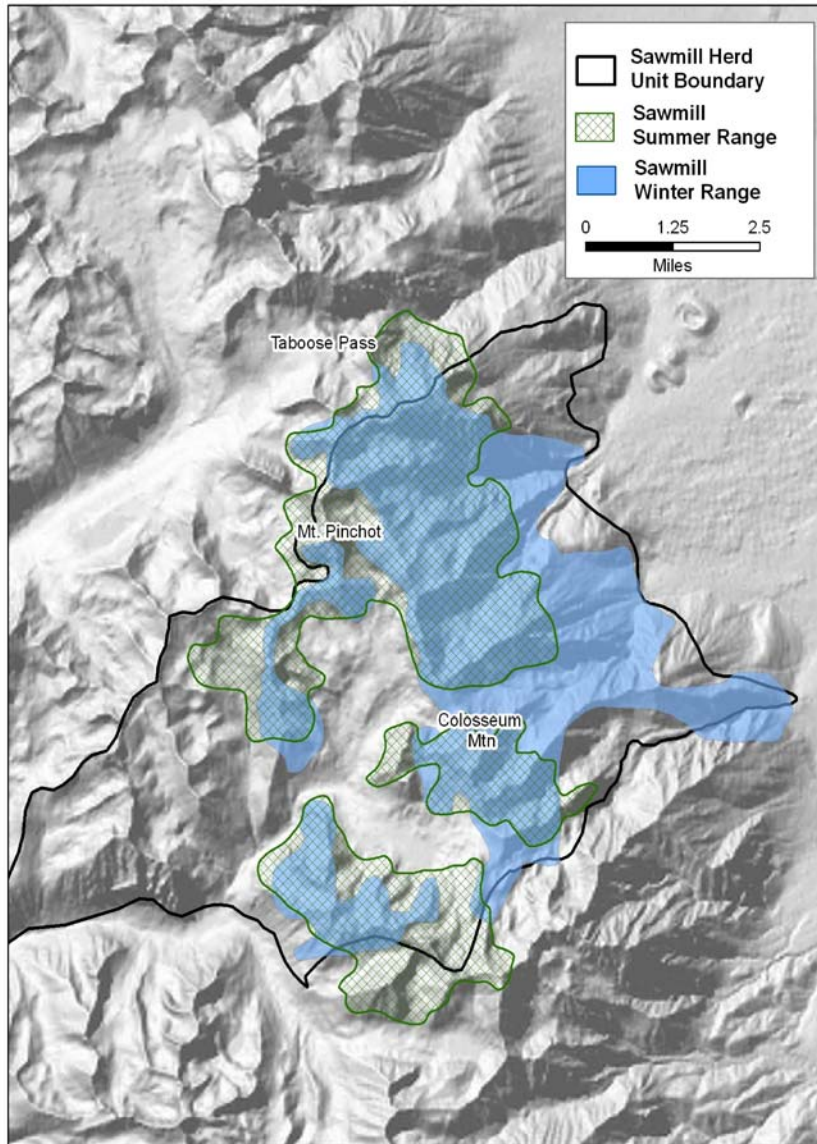 Sawmill Herd
Unit Boundary
Sawmill
Summer Range
Sawmill
Winter Range
0 1.25 2.5
Miles
Taboose Pass
Mt. Pinchot
Colosseum
Mtn